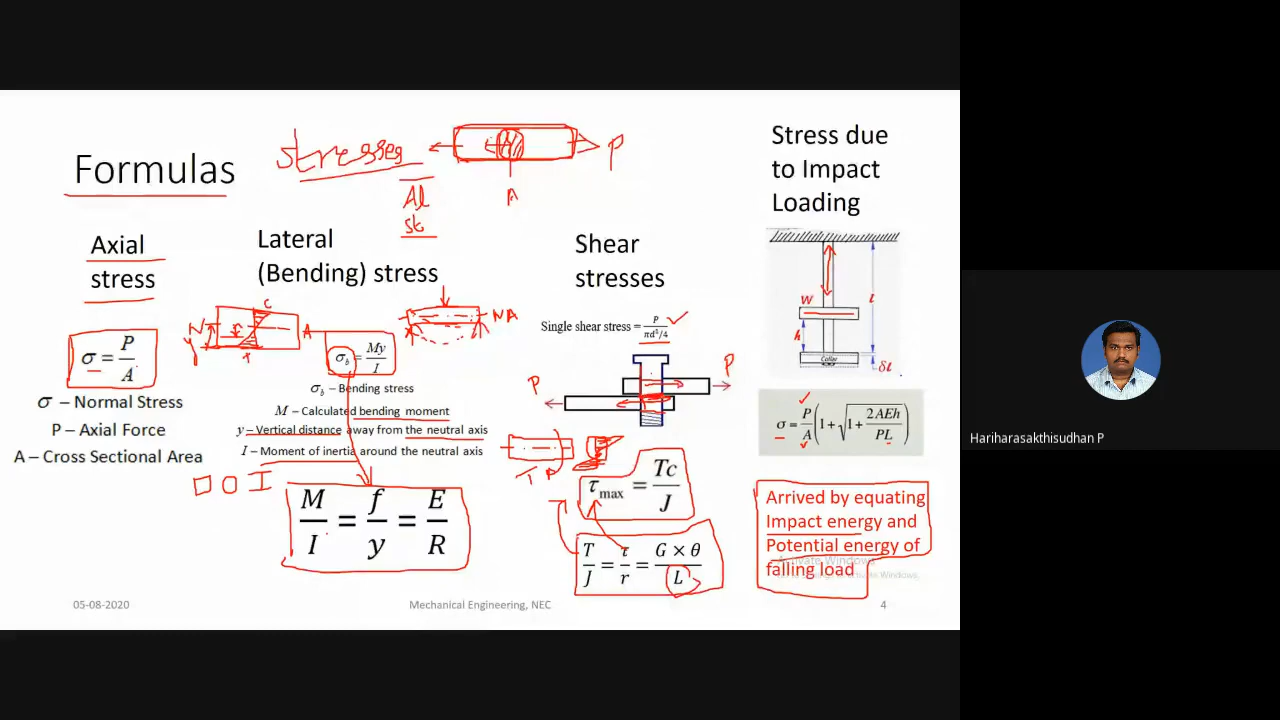 Formulas
stresses
P
A
Al
St
Axial
stress
σ = P/A
σ – Normal Stress
P – Axial Force
A – Cross Sectional Area
Lateral
(Bending) stress
C
N
A
y
T
NA
σb = My/I
σb – Bending stress
M – Calculated bending moment
y – Vertical distance away from the neutral axis
I – Moment of inertia around the neutral axis
M/I = f/y = E/R
Shear
stresses
Single shear stress = P/πd²/4
P
P
T
τmax = Tc/J
T/J = τ/r = G × θ/L
Stress due
to Impact
Loading
W
l
h
Collar
δl
σ = P/A(1+√1+2AEh/PL)
Arrived by equating
Impact energy and
Potential energy of
falling load
Activate Windows
05-08-2020
Mechanical Engineering, NEC
4
Hariharasakthisudhan P